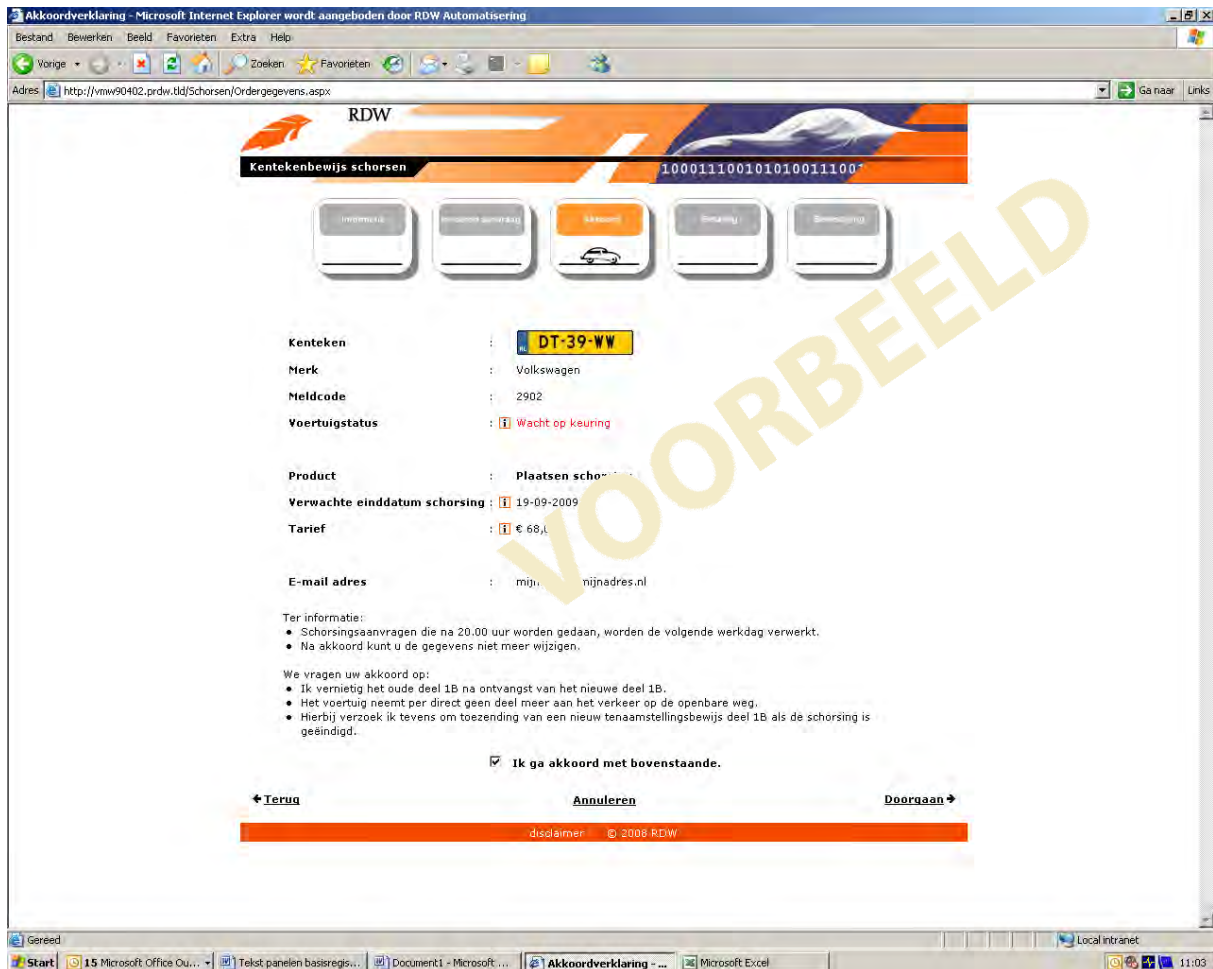 Akkoordverklaring - Microsoft Internet Explorer wordt aangeboden door RDW Automatisering
Bestand Bewerken Beeld Favorieten Extra Help
Vorige Zoeken Favorieten
Adres http://vmw90402.prdw.tld/Schorsen/Ordergegevens.aspx Ga naar Links
RDW
Kentekenbewijs schorsen 1000111001010100111001
Akkoord Betaling Bevestiging
VOORBEELD
Kenteken : NL DT-39-WW
Merk : Volkswagen
Meldcode : 2902
Voertuigstatus : i Wacht op keuring
Product : Plaatsen
Verwachte einddatum schorsing : i 19-09-2009
Tarief : i € 68,
E-mail adres : mijnadres.nl
Ter informatie:
• Schorsingsaanvragen die na 20.00 uur worden gedaan, worden de volgende werkdag verwerkt.
• Na akkoord kunt u de gegevens niet meer wijzigen.
We vragen uw akkoord op:
• Ik vernietig het oude deel 1B na ontvangst van het nieuwe deel 1B.
• Het voertuig neemt per direct geen deel meer aan het verkeer op de openbare weg.
• Hierbij verzoek ik tevens om toezending van een nieuw tenaamstellingsbewijs deel 1B als de schorsing is
geëindigd.
Ik ga akkoord met bovenstaande.
Terug Annuleren Doorgaan
disclaimer © 2008 RDW
Gereed Local intranet
Start 15 Microsoft Office Ou... Tekst panelen basisregis... Document1 - Microsoft ... Akkoordverklaring - ... Microsoft Excel 11:03